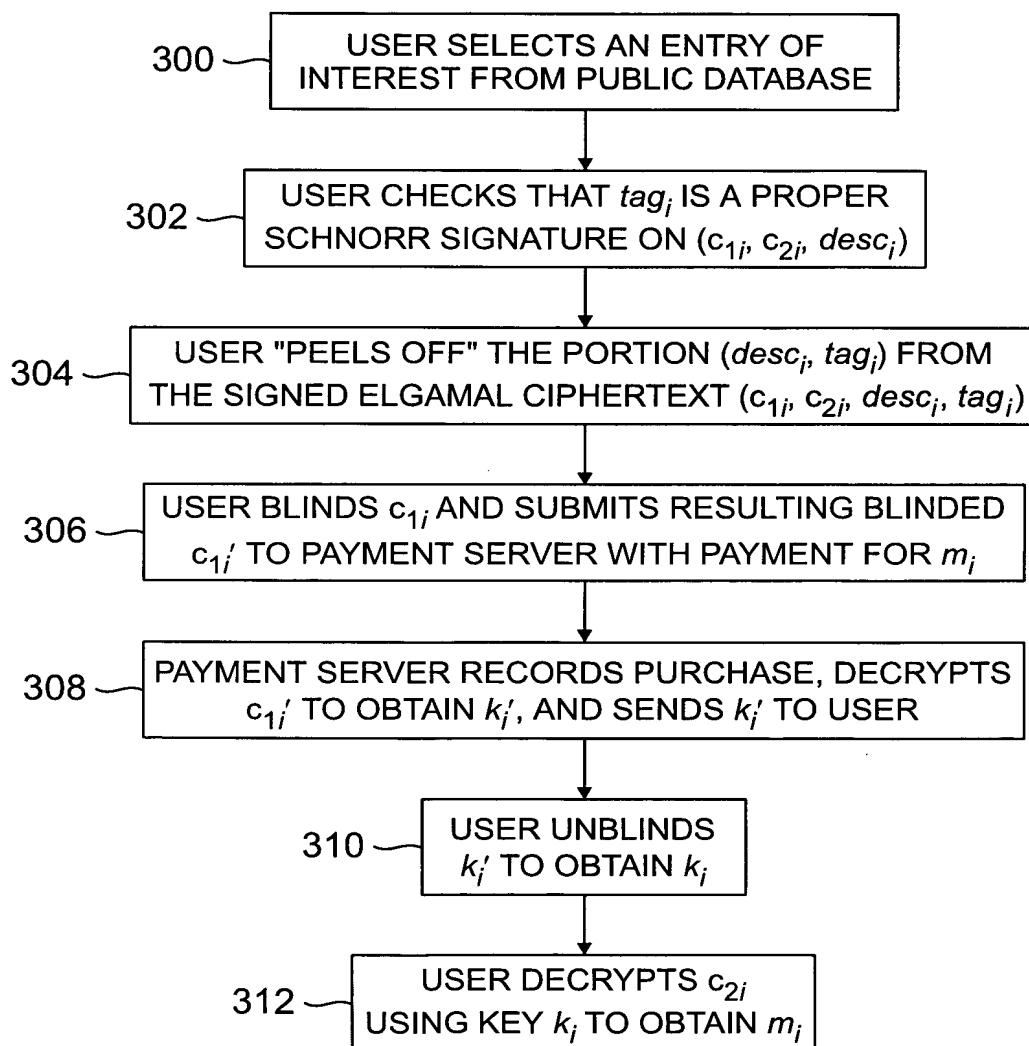 300
USER SELECTS AN ENTRY OF
INTEREST FROM PUBLIC DATABASE
302
USER CHECKS THAT tagᵢ IS A PROPER
SCHNORR SIGNATURE ON (c₁ᵢ, c₂ᵢ, descᵢ)
304
USER "PEELS OFF" THE PORTION (descᵢ, tagᵢ) FROM
THE SIGNED ELGAMAL CIPHERTEXT (c₁ᵢ, c₂ᵢ, descᵢ, tagᵢ)
306
USER BLINDS c₁ᵢ AND SUBMITS RESULTING BLINDED
c₁ᵢ′ TO PAYMENT SERVER WITH PAYMENT FOR mᵢ
308
PAYMENT SERVER RECORDS PURCHASE, DECRYPTS
c₁ᵢ′ TO OBTAIN kᵢ′, AND SENDS kᵢ′ TO USER
310
USER UNBLINDS
kᵢ′ TO OBTAIN kᵢ
312
USER DECRYPTS c₂ᵢ
USING KEY kᵢ TO OBTAIN mᵢ